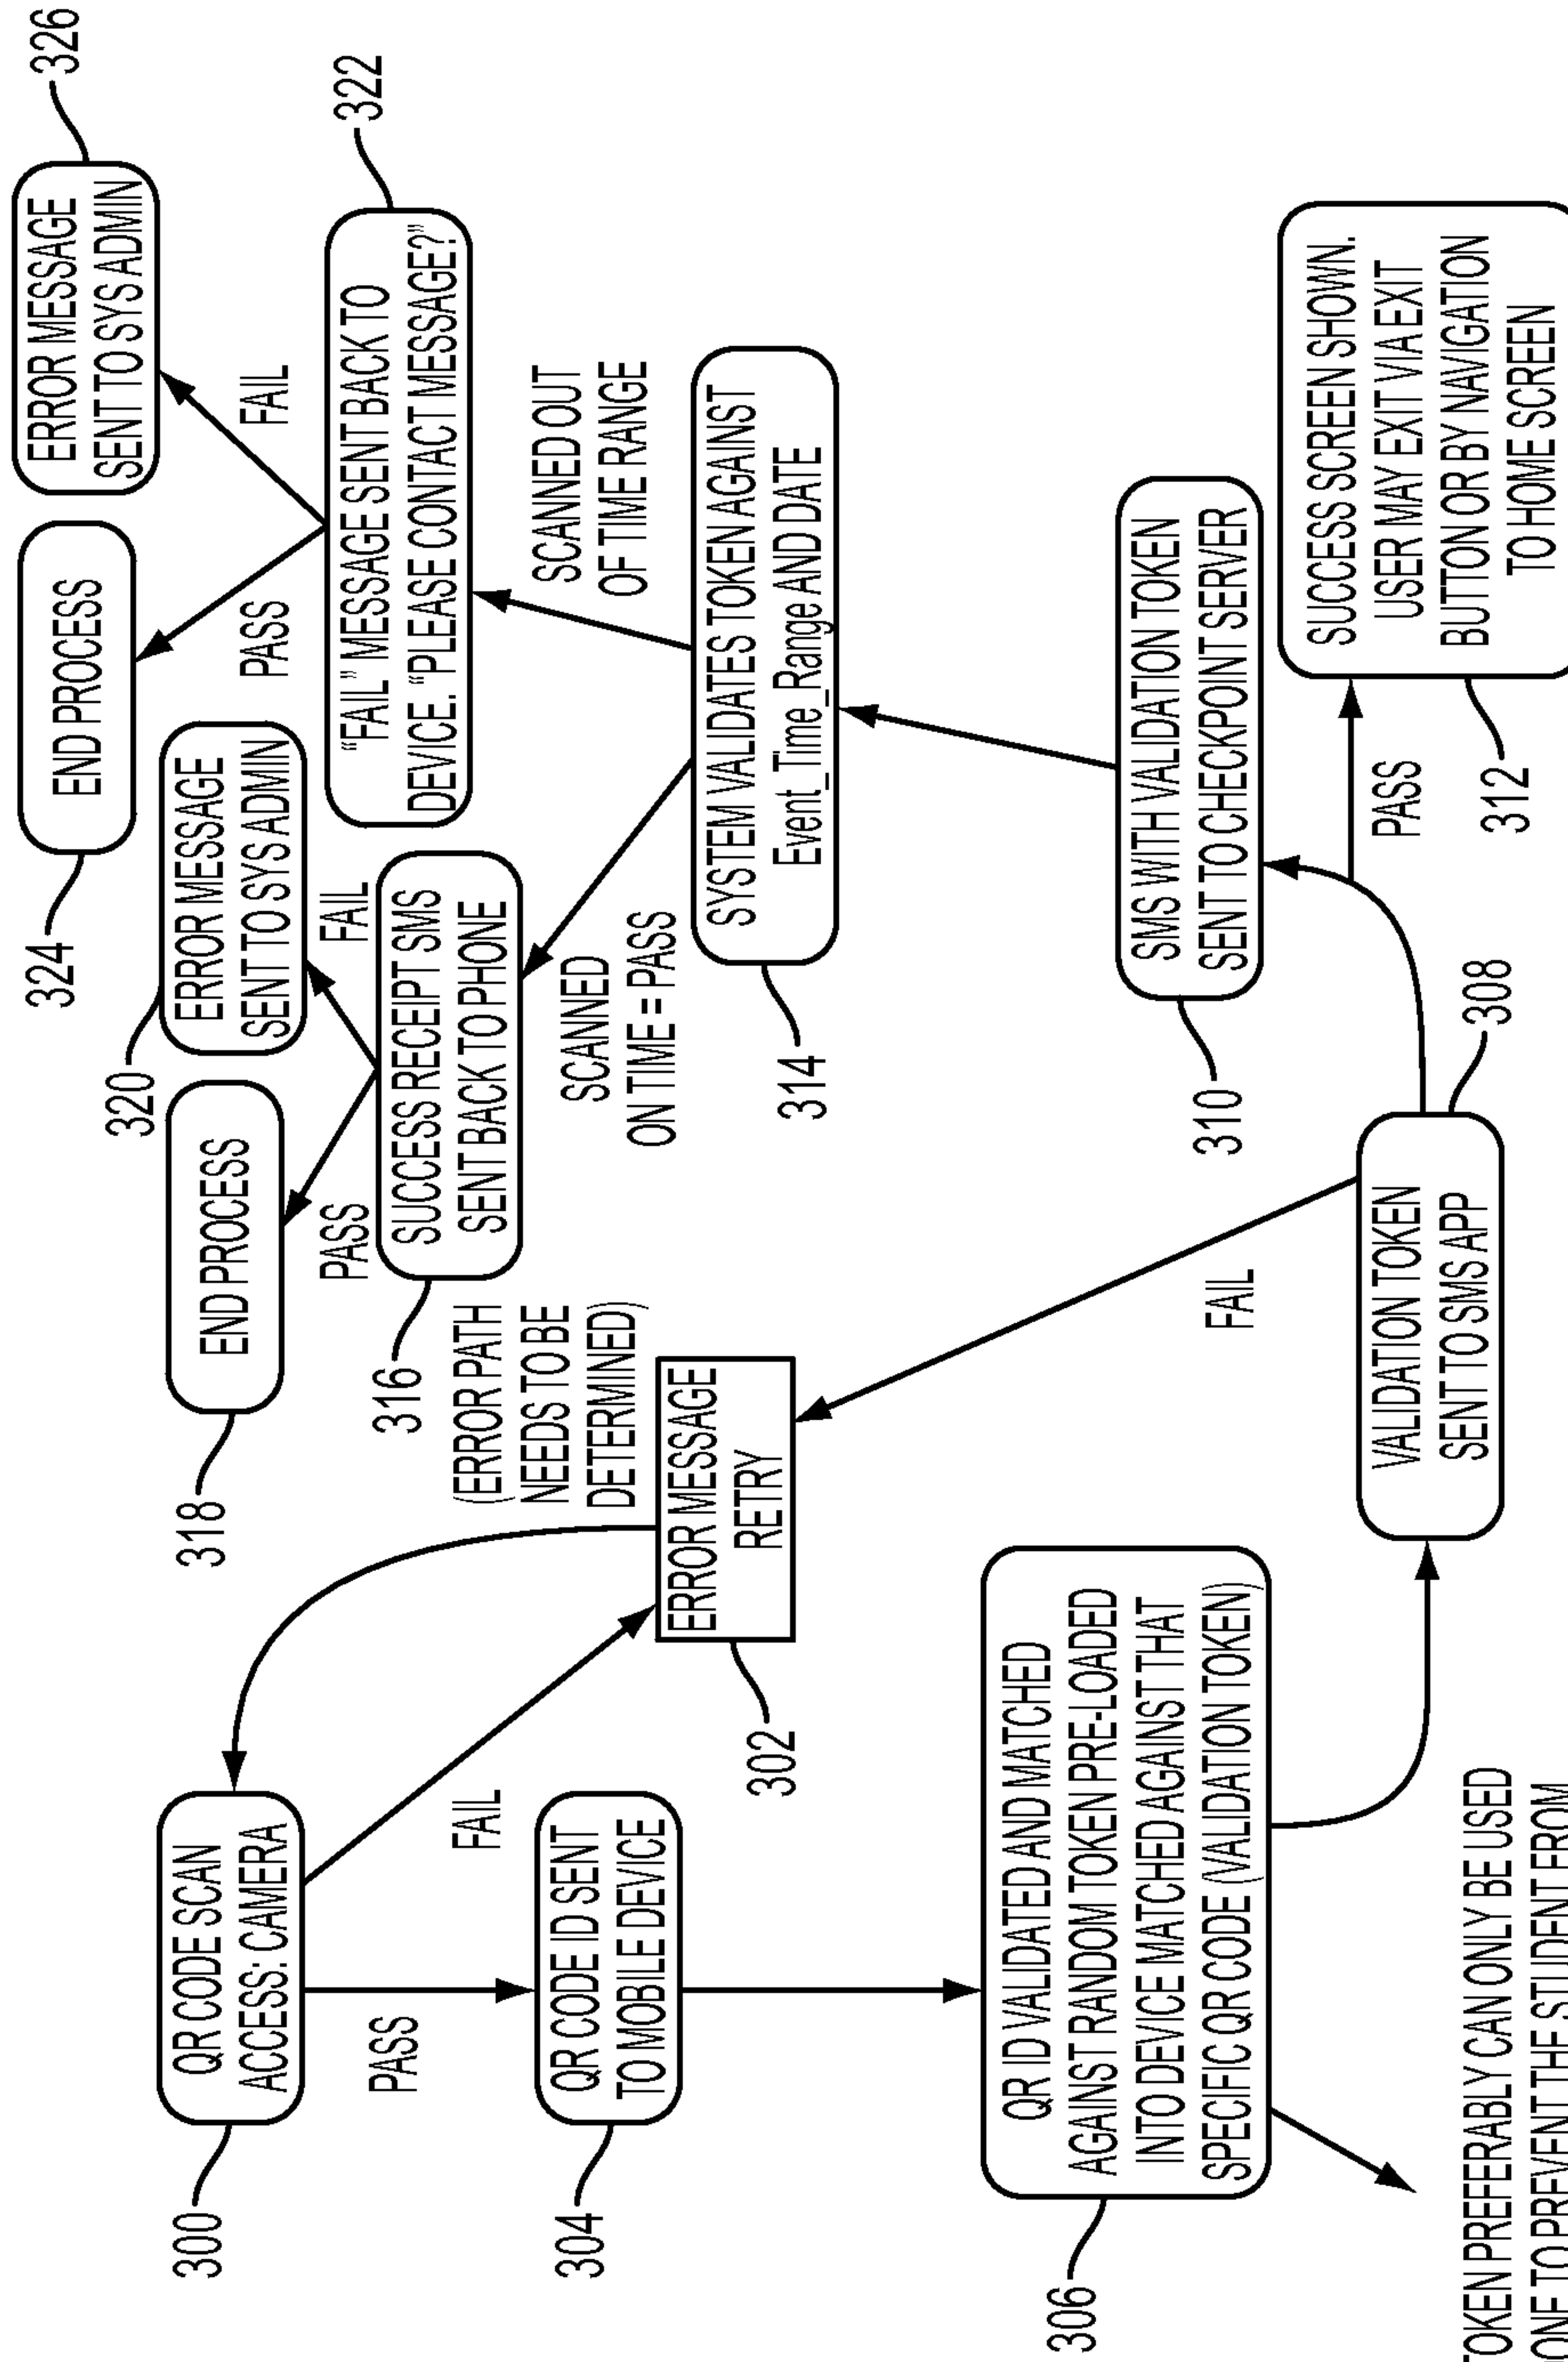 300
QR CODE SCAN
ACCESS: CAMERA
PASS
FAIL
304
QR CODE ID SENT
TO MOBILE DEVICE
302
ERROR MESSAGE
RETRY
(ERROR PATH
NEEDS TO BE
DETERMINED)
306
QR ID VALIDATED AND MATCHED
AGAINST RANDOM TOKEN PRE-LOADED
INTO DEVICE MATCHED AGAINST THAT
SPECIFIC QR CODE (VALIDATION TOKEN)
TOKEN PREFERABLY CAN ONLY BE USED
TO PREVENT THE STUDENT FROM
VALIDATION TOKEN
SENT TO SMS APP
308
FAIL
310
SMS WITH VALIDATION TOKEN
SENT TO CHECKPOINT SERVER
PASS
312
SUCCESS SCREEN SHOWN.
USER MAY EXIT VIA EXIT
BUTTON OR BY NAVIGATION
TO HOME SCREEN
314
SYSTEM VALIDATES TOKEN AGAINST
Event_Time_Range AND DATE
SCANNED
ON TIME = PASS
SCANNED OUT
OF TIME RANGE
316
SUCCESS RECEIPT SMS
SENT BACK TO PHONE
PASS
FAIL
318
END PROCESS
320
ERROR MESSAGE
SENT TO SYS ADMIN
322
“FAIL” MESSAGE SENT BACK TO
DEVICE. “PLEASE CONTACT MESSAGE?”
PASS
FAIL
324
END PROCESS
326
ERROR MESSAGE
SENT TO SYS ADMIN